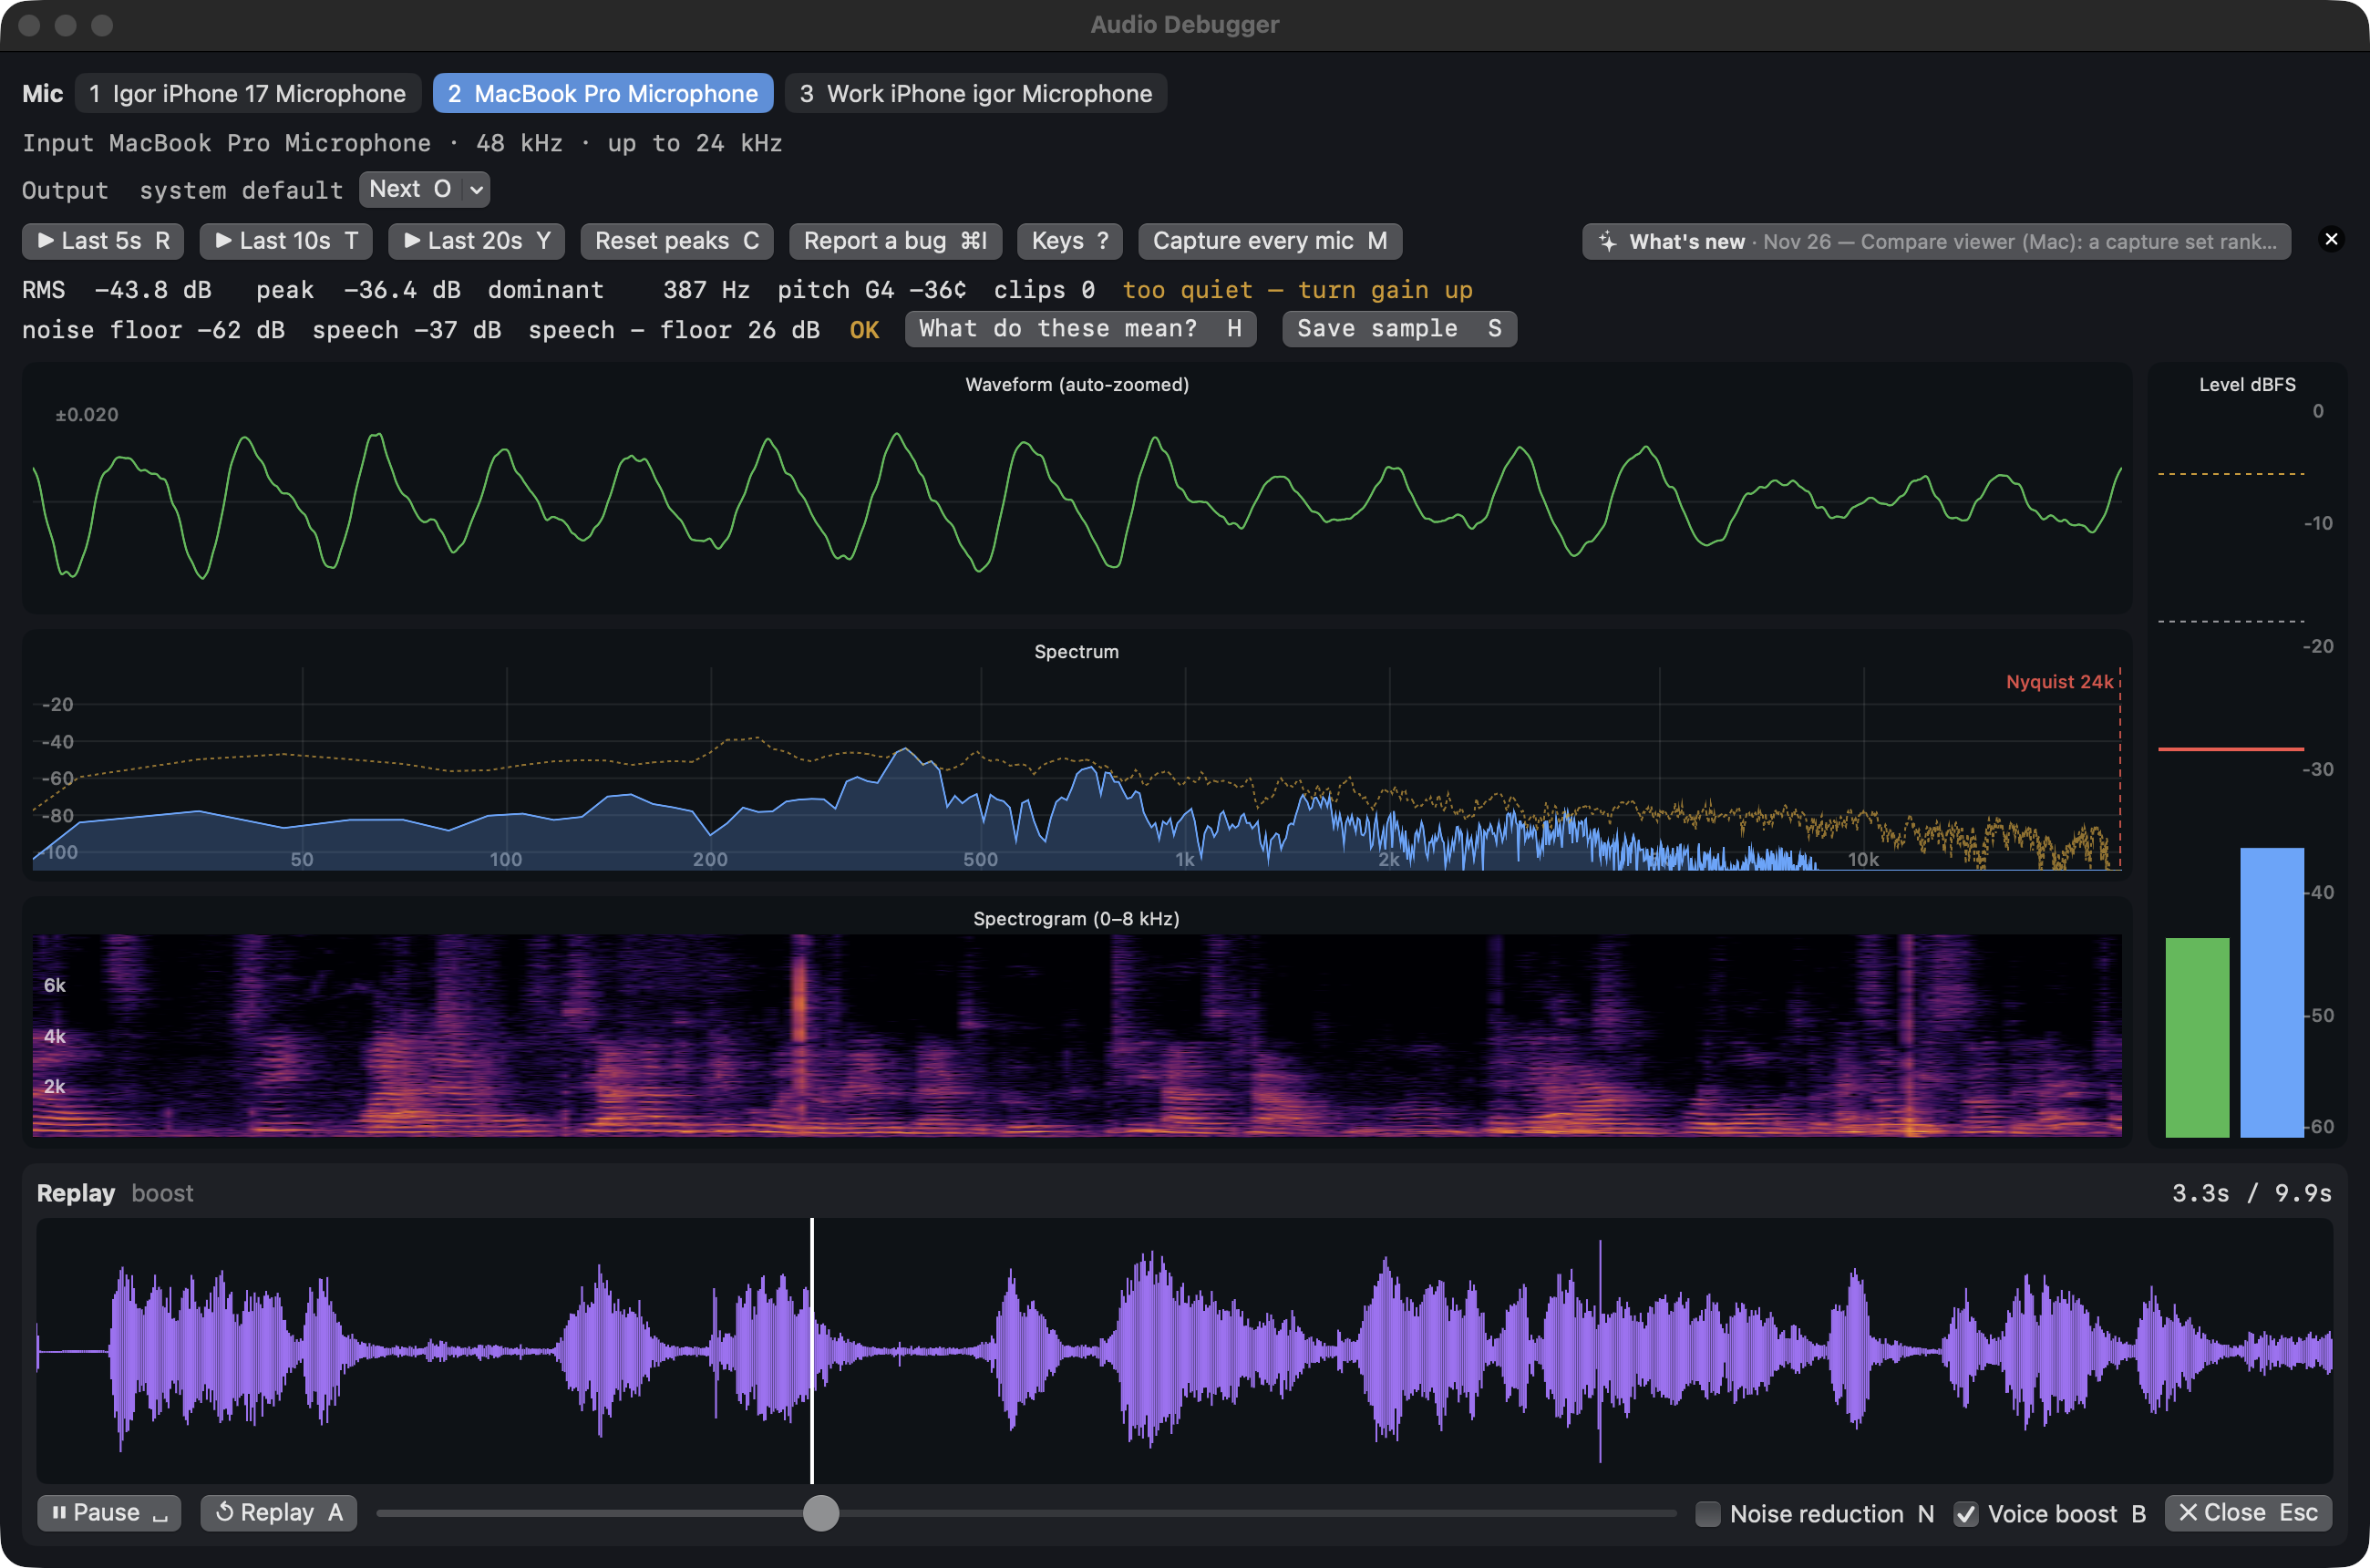 Audio Debugger
Mic 1 Igor iPhone 17 Microphone 2 MacBook Pro Microphone 3 Work iPhone igor Microphone
Input MacBook Pro Microphone · 48 kHz · up to 24 kHz
Output system default Next O
Last 5s R Last 10s T Last 20s Y Reset peaks C Report a bug ⌘I Keys ? Capture every mic M What's new · Nov 26 — Compare viewer (Mac): a capture set rank...
RMS −43.8 dB peak −36.4 dB dominant 387 Hz pitch G4 −36¢ clips 0 too quiet — turn gain up
noise floor −62 dB speech −37 dB speech − floor 26 dB OK What do these mean? H Save sample S
Waveform (auto-zoomed)
±0.020
Spectrum
Nyquist 24k
-20
-40
-60
-80
-100
50 100 200 500 1k 2k 10k
Spectrogram (0–8 kHz)
6k
4k
2k
Level dBFS
0
-10
-20
-30
-40
-50
-60
Replay boost 3.3s / 9.9s
Pause ⎵ Replay A Noise reduction N Voice boost B Close Esc